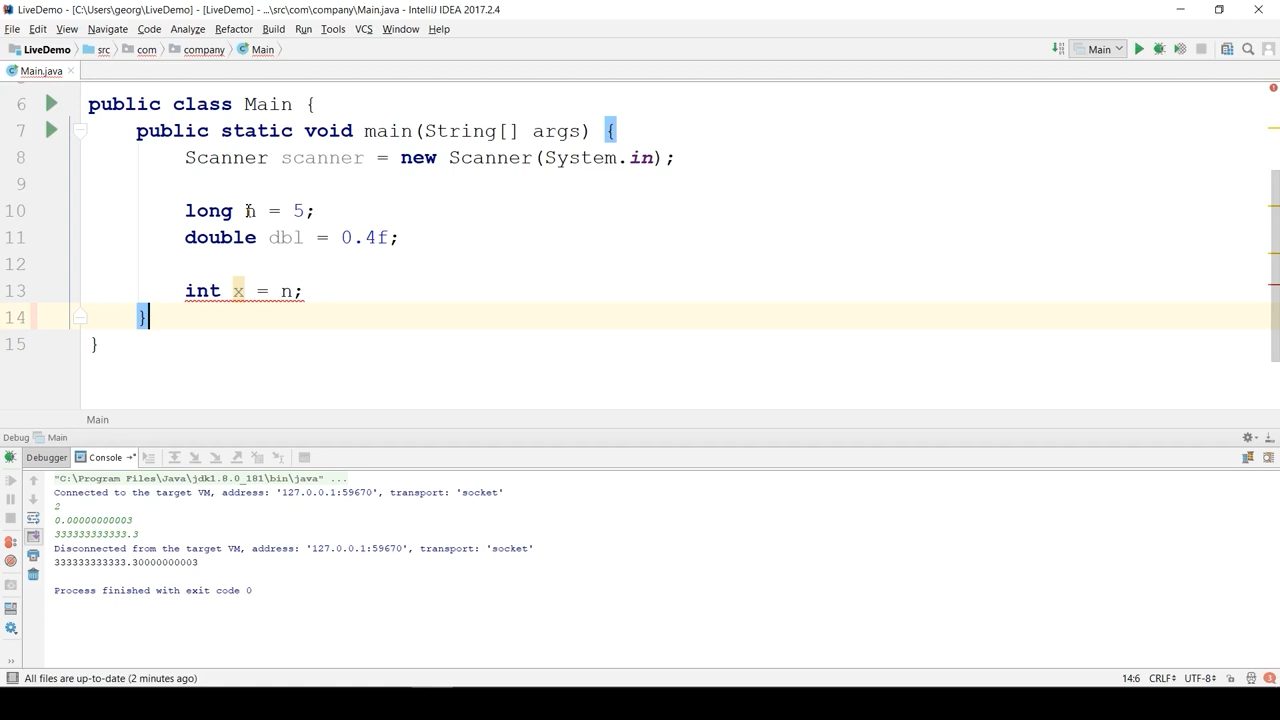 LiveDemo - [C:\Users\georg\LiveDemo] - [LiveDemo] - ...\src\com\company\Main.java - IntelliJ IDEA 2017.2.4
File Edit View Navigate Code Analyze Refactor Build Run Tools VCS Window Help
LiveDemo src com company Main Main
Main.java
6 public class Main {
7 public static void main(String[] args) {
8 Scanner scanner = new Scanner(System.in);
9
10 long n = 5;
11 double dbl = 0.4f;
12
13 int x = n;
14 }
15 }
Main
Debug Main
Debugger Console
"C:\Program Files\Java\jdk1.8.0_181\bin\java" ...
Connected to the target VM, address: '127.0.0.1:59670', transport: 'socket'
2
0.00000000003
333333333333.3
Disconnected from the target VM, address: '127.0.0.1:59670', transport: 'socket'
333333333333.30000000003
Process finished with exit code 0
All files are up-to-date (2 minutes ago) 14:6 CRLF UTF-8 3